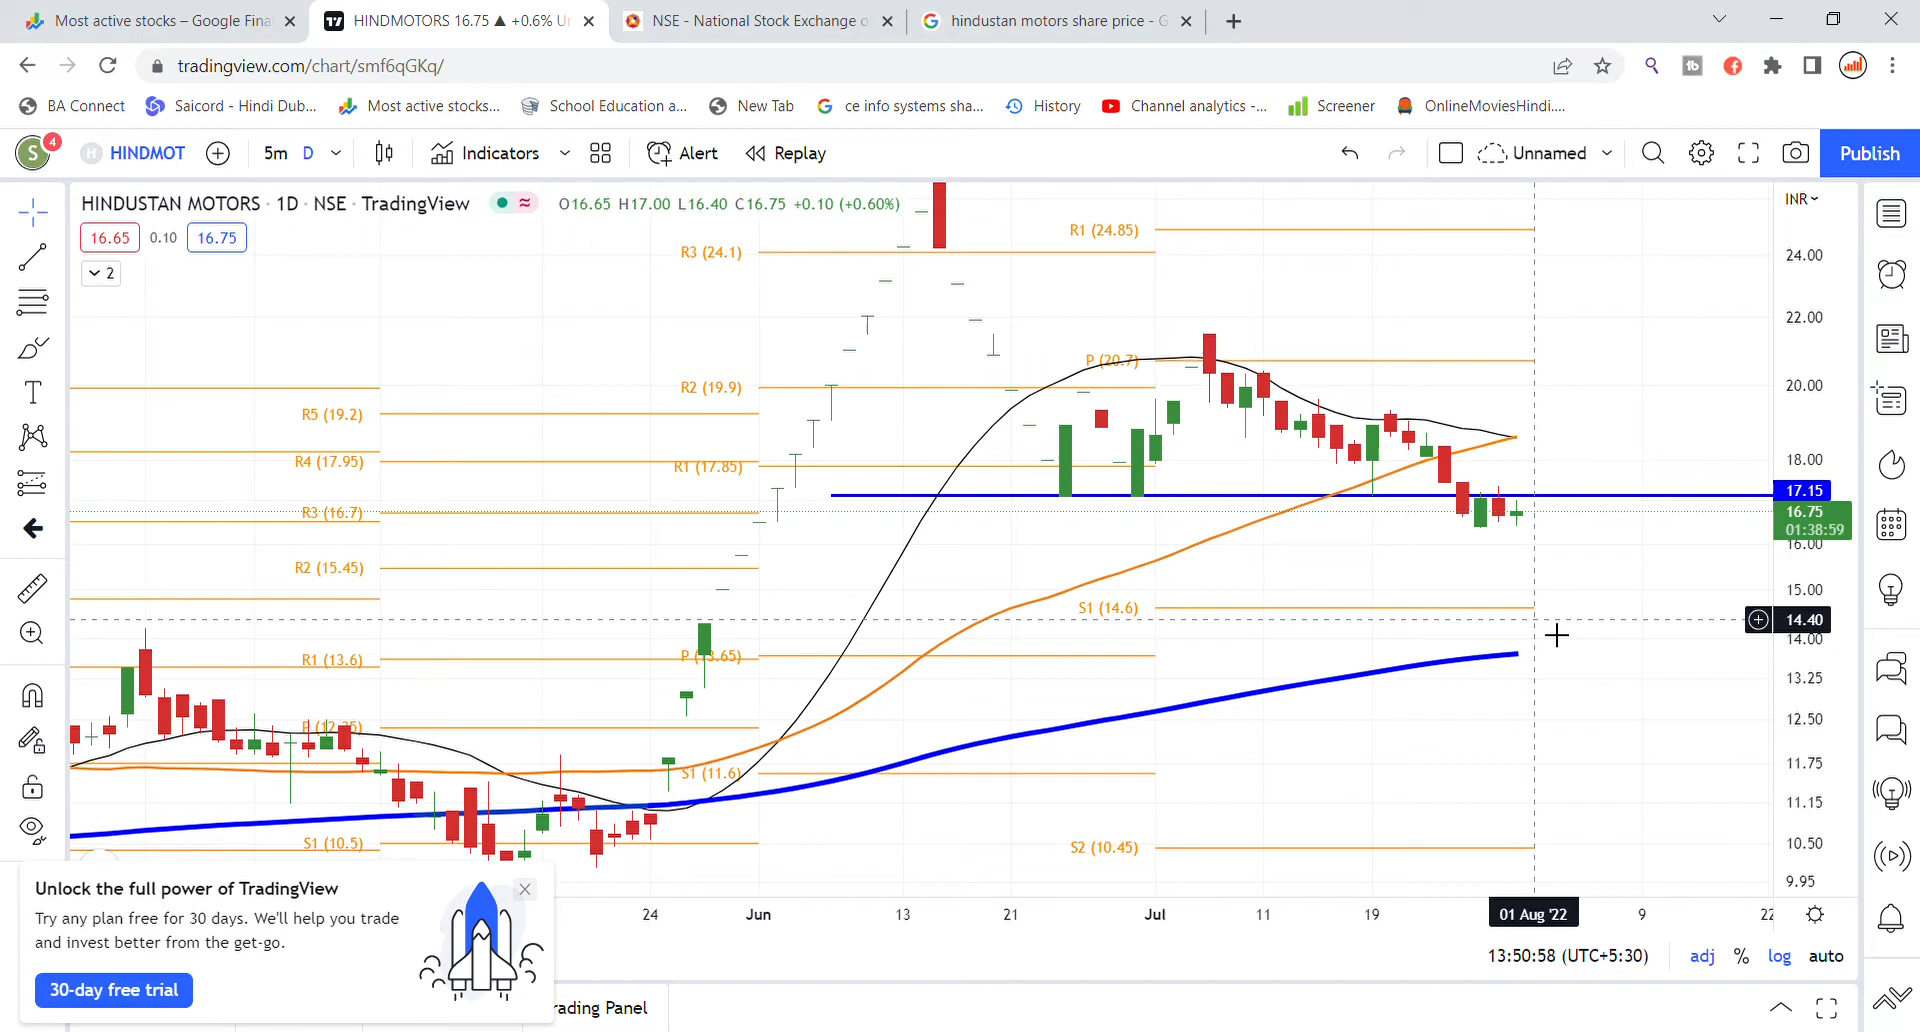 Most active stocks – Google Fina
HINDMOTORS 16.75 ▲ +0.6% Un
NSE - National Stock Exchange o
hindustan motors share price - G
tradingview.com/chart/smf6qGKq/
BA Connect
Saicord - Hindi Dub...
Most active stocks...
School Education a...
New Tab
ce info systems sha...
History
Channel analytics -...
Screener
OnlineMoviesHindi....
S
4
H
HINDMOT
5m
D
Indicators
Alert
Replay
Unnamed
Publish
HINDUSTAN MOTORS · 1D · NSE · TradingView
O16.65 H17.00 L16.40 C16.75 +0.10 (+0.60%)
INR
16.65
0.10
16.75
2
R1 (24.85)
R3 (24.1)
24.00
22.00
P (20.7)
R2 (19.9)
20.00
R5 (19.2)
R4 (17.95)
R1 (17.85)
18.00
17.15
R3 (16.7)
16.75
01:38:59
16.00
R2 (15.45)
15.00
S1 (14.6)
14.40
14.00
R1 (13.6)
P (13.65)
13.25
P (12.35)
12.50
S1 (11.6)
11.75
11.15
S1 (10.5)
S2 (10.45)
10.50
9.95
24
Jun
13
21
Jul
11
19
01 Aug '22
9
22
Unlock the full power of TradingView
Try any plan free for 30 days. We'll help you trade
and invest better from the get-go.
30-day free trial
13:50:58 (UTC+5:30)
adj
%
log
auto
rading Panel